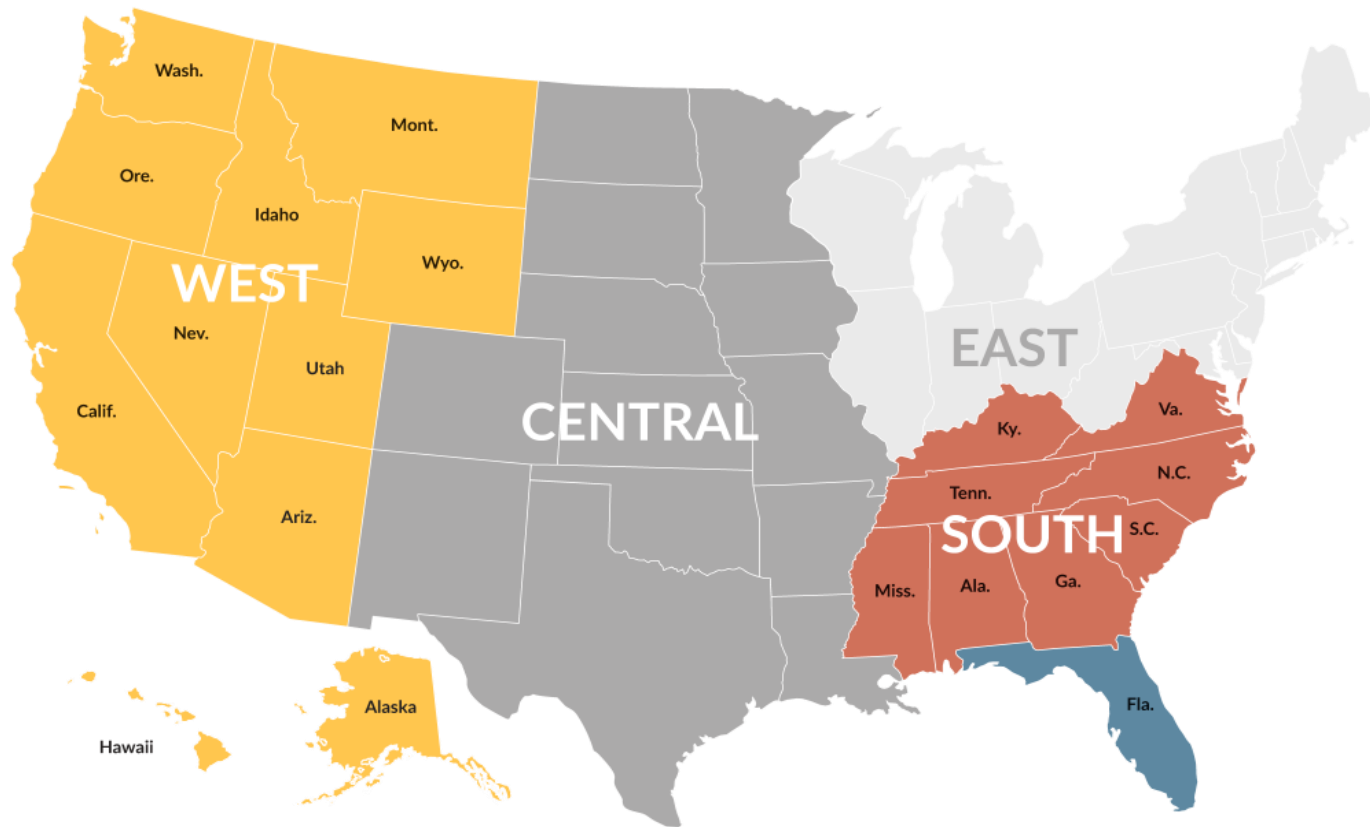 Wash.
Mont.
Ore.
Idaho
Wyo.
WEST
Nev.
Utah
Calif.
Ariz.
CENTRAL
EAST
Va.
Ky.
N.C.
Tenn.
SOUTH
S.C.
Miss.
Ala.
Ga.
Fla.
Alaska
Hawaii